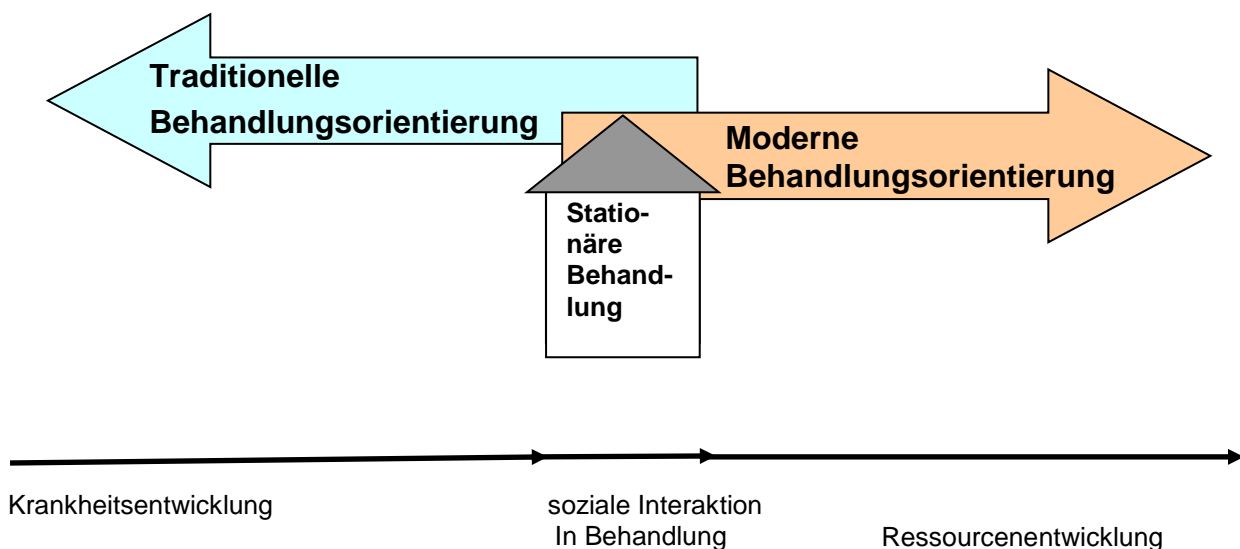 Traditionelle
Behandlungsorientierung
Moderne
Behandlungsorientierung
Statio-
näre
Behand-
lung
Krankheitsentwicklung
soziale Interaktion
In Behandlung
Ressourcenentwicklung